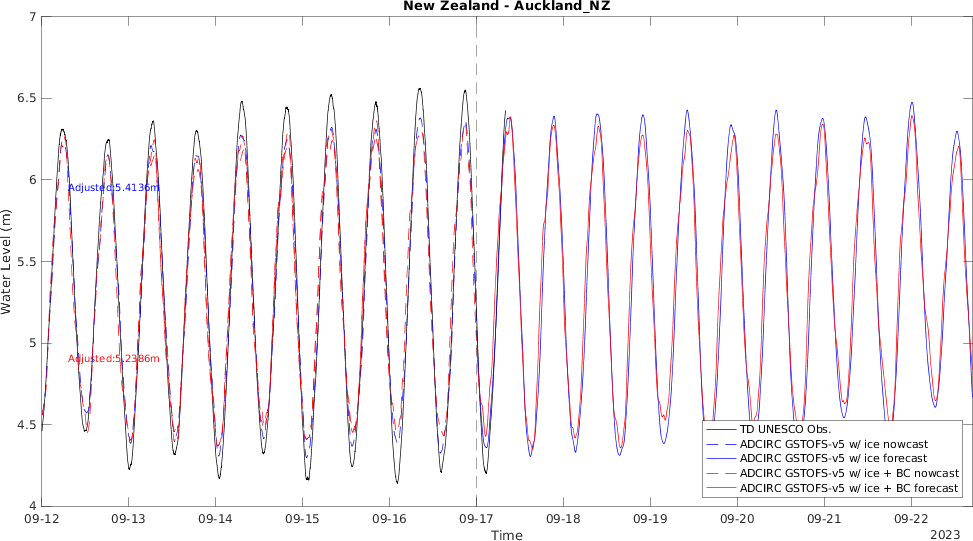 New Zealand - Auckland_NZ
7
6.5
6
5.5
5
4.5
4
Water Level (m)
Adjusted:5.4136m
Adjusted:5.2386m
TD UNESCO Obs.
ADCIRC GSTOFS-v5 w/ ice nowcast
ADCIRC GSTOFS-v5 w/ ice forecast
ADCIRC GSTOFS-v5 w/ ice + BC nowcast
ADCIRC GSTOFS-v5 w/ ice + BC forecast
09-12 09-13 09-14 09-15 09-16 09-17 09-18 09-19 09-20 09-21 09-22
Time
2023